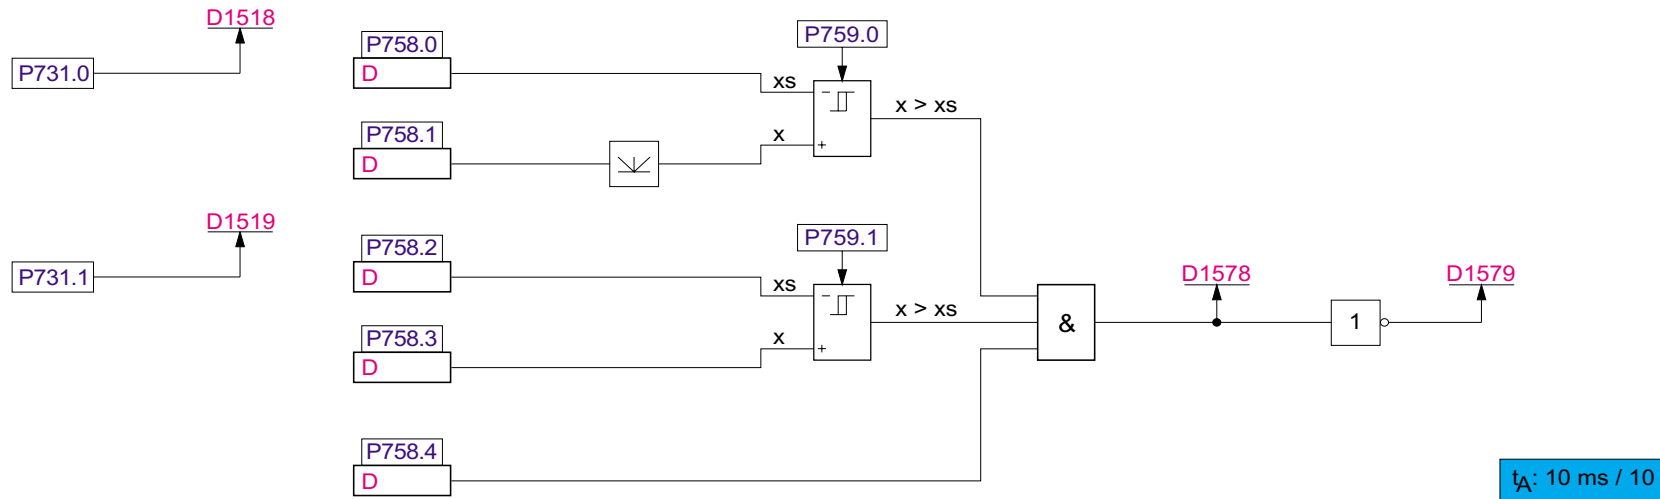 D1518
P731.0
P758.0
D
xs
P759.0
-
x > xs
P758.1
D
x
+
D1519
P731.1
P758.2
D
xs
P759.1
-
x > xs
P758.3
D
x
+
&
D1578
1
D1579
P758.4
D
tA: 10 ms / 10